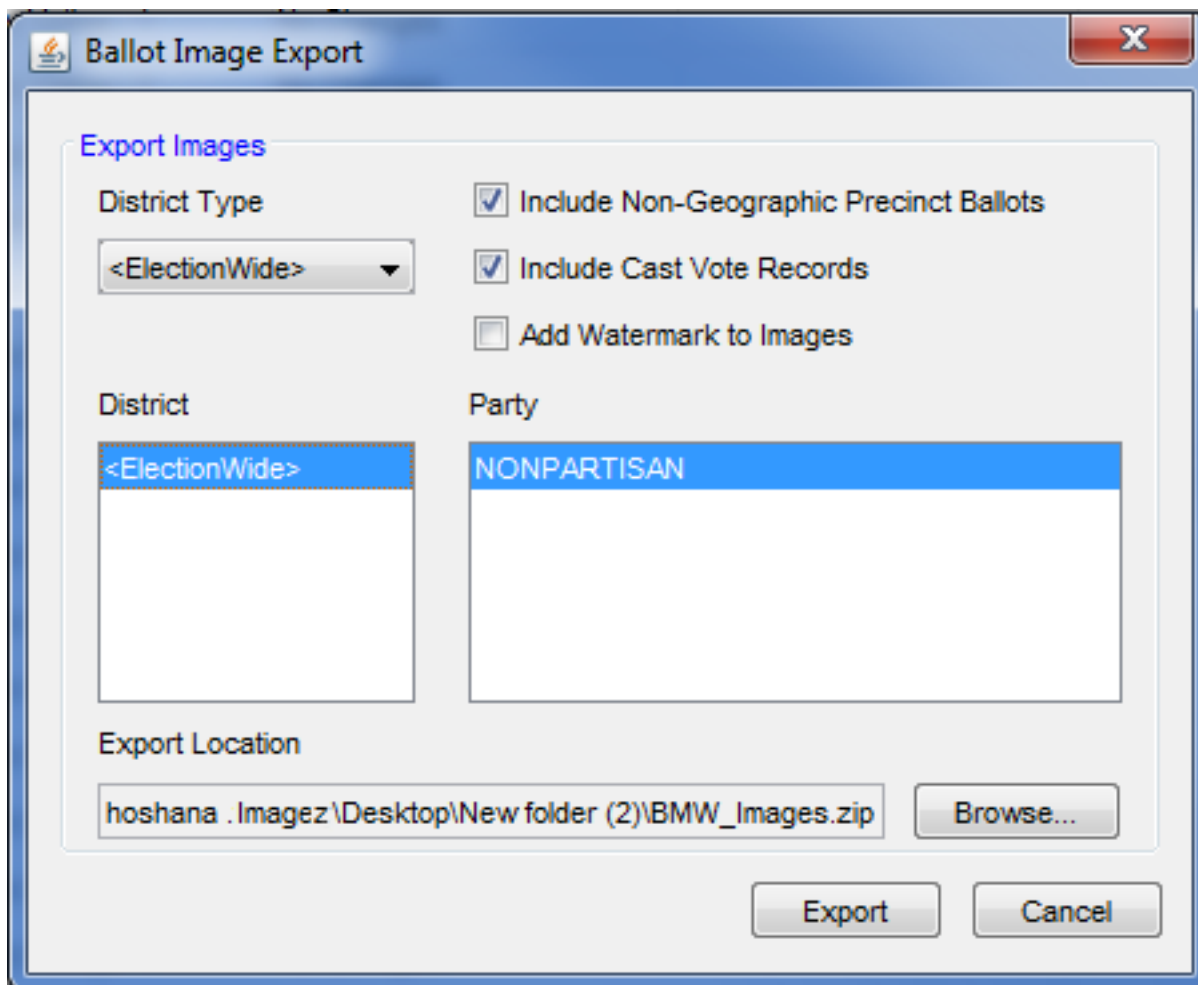 Ballot Image Export
Export Images
District Type
Include Non-Geographic Precinct Ballots
<ElectionWide>
Include Cast Vote Records
Add Watermark to Images
District
Party
<ElectionWide>
NONPARTISAN
Export Location
hoshana .Imagez\Desktop\New folder (2)\BMW_Images.zip
Browse...
Export
Cancel